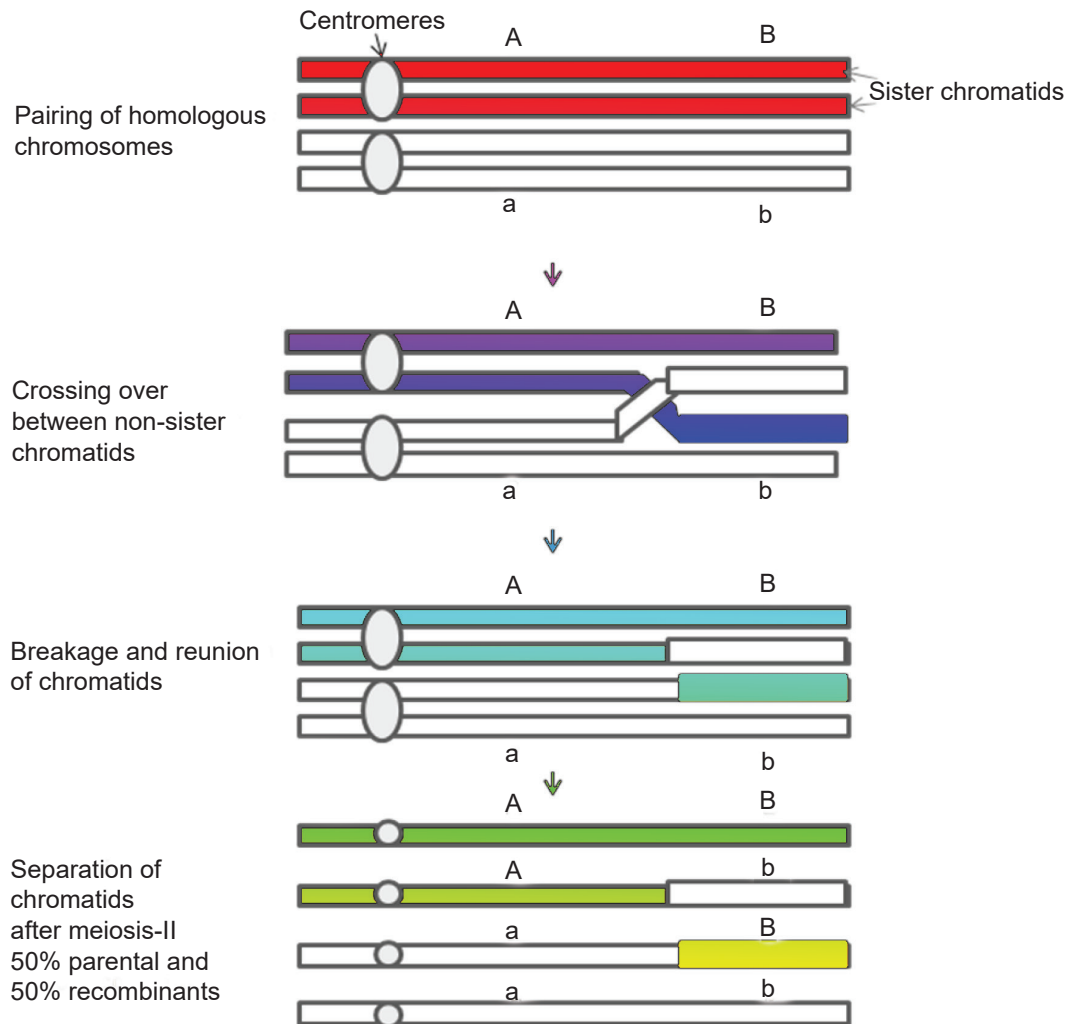 Centromeres
A B
Sister chromatids
Pairing of homologous
chromosomes
a b
A B
Crossing over
between non-sister
chromatids
a b
A B
Breakage and reunion
of chromatids
a b
A B
Separation of
chromatids
after meiosis-II
50% parental and
50% recombinants
A b
a B
a b